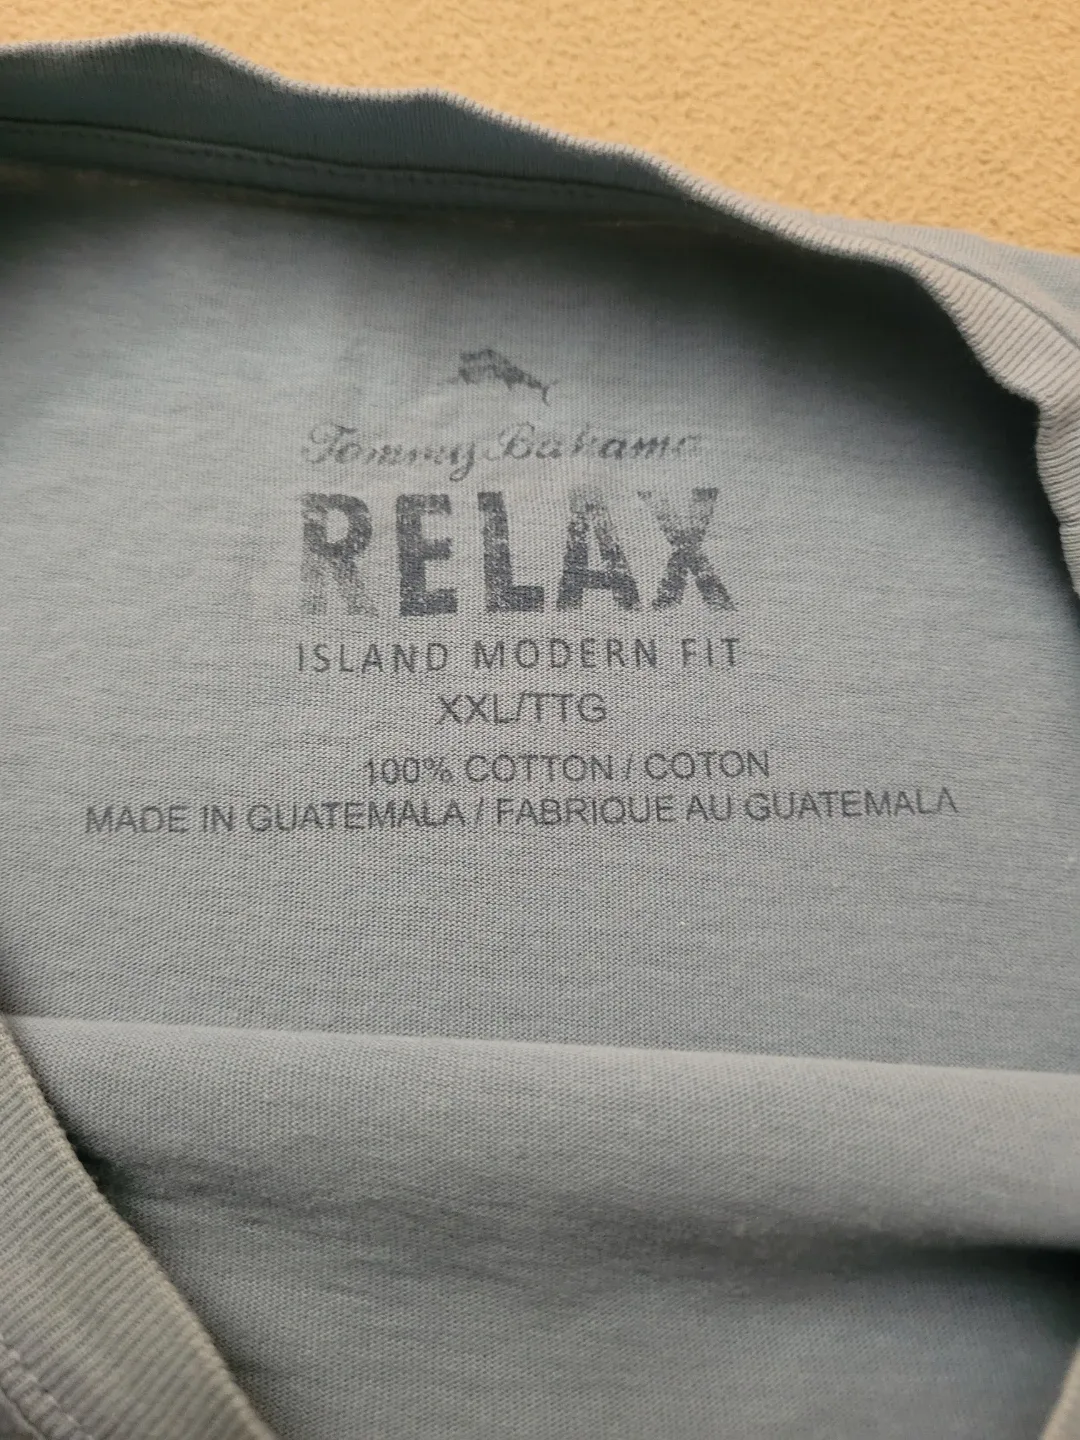 Tommy Bahama
RELAX
ISLAND MODERN FIT
XXL/TTG
100% COTTON / COTON
MADE IN GUATEMALA / FABRIQUE AU GUATEMALA